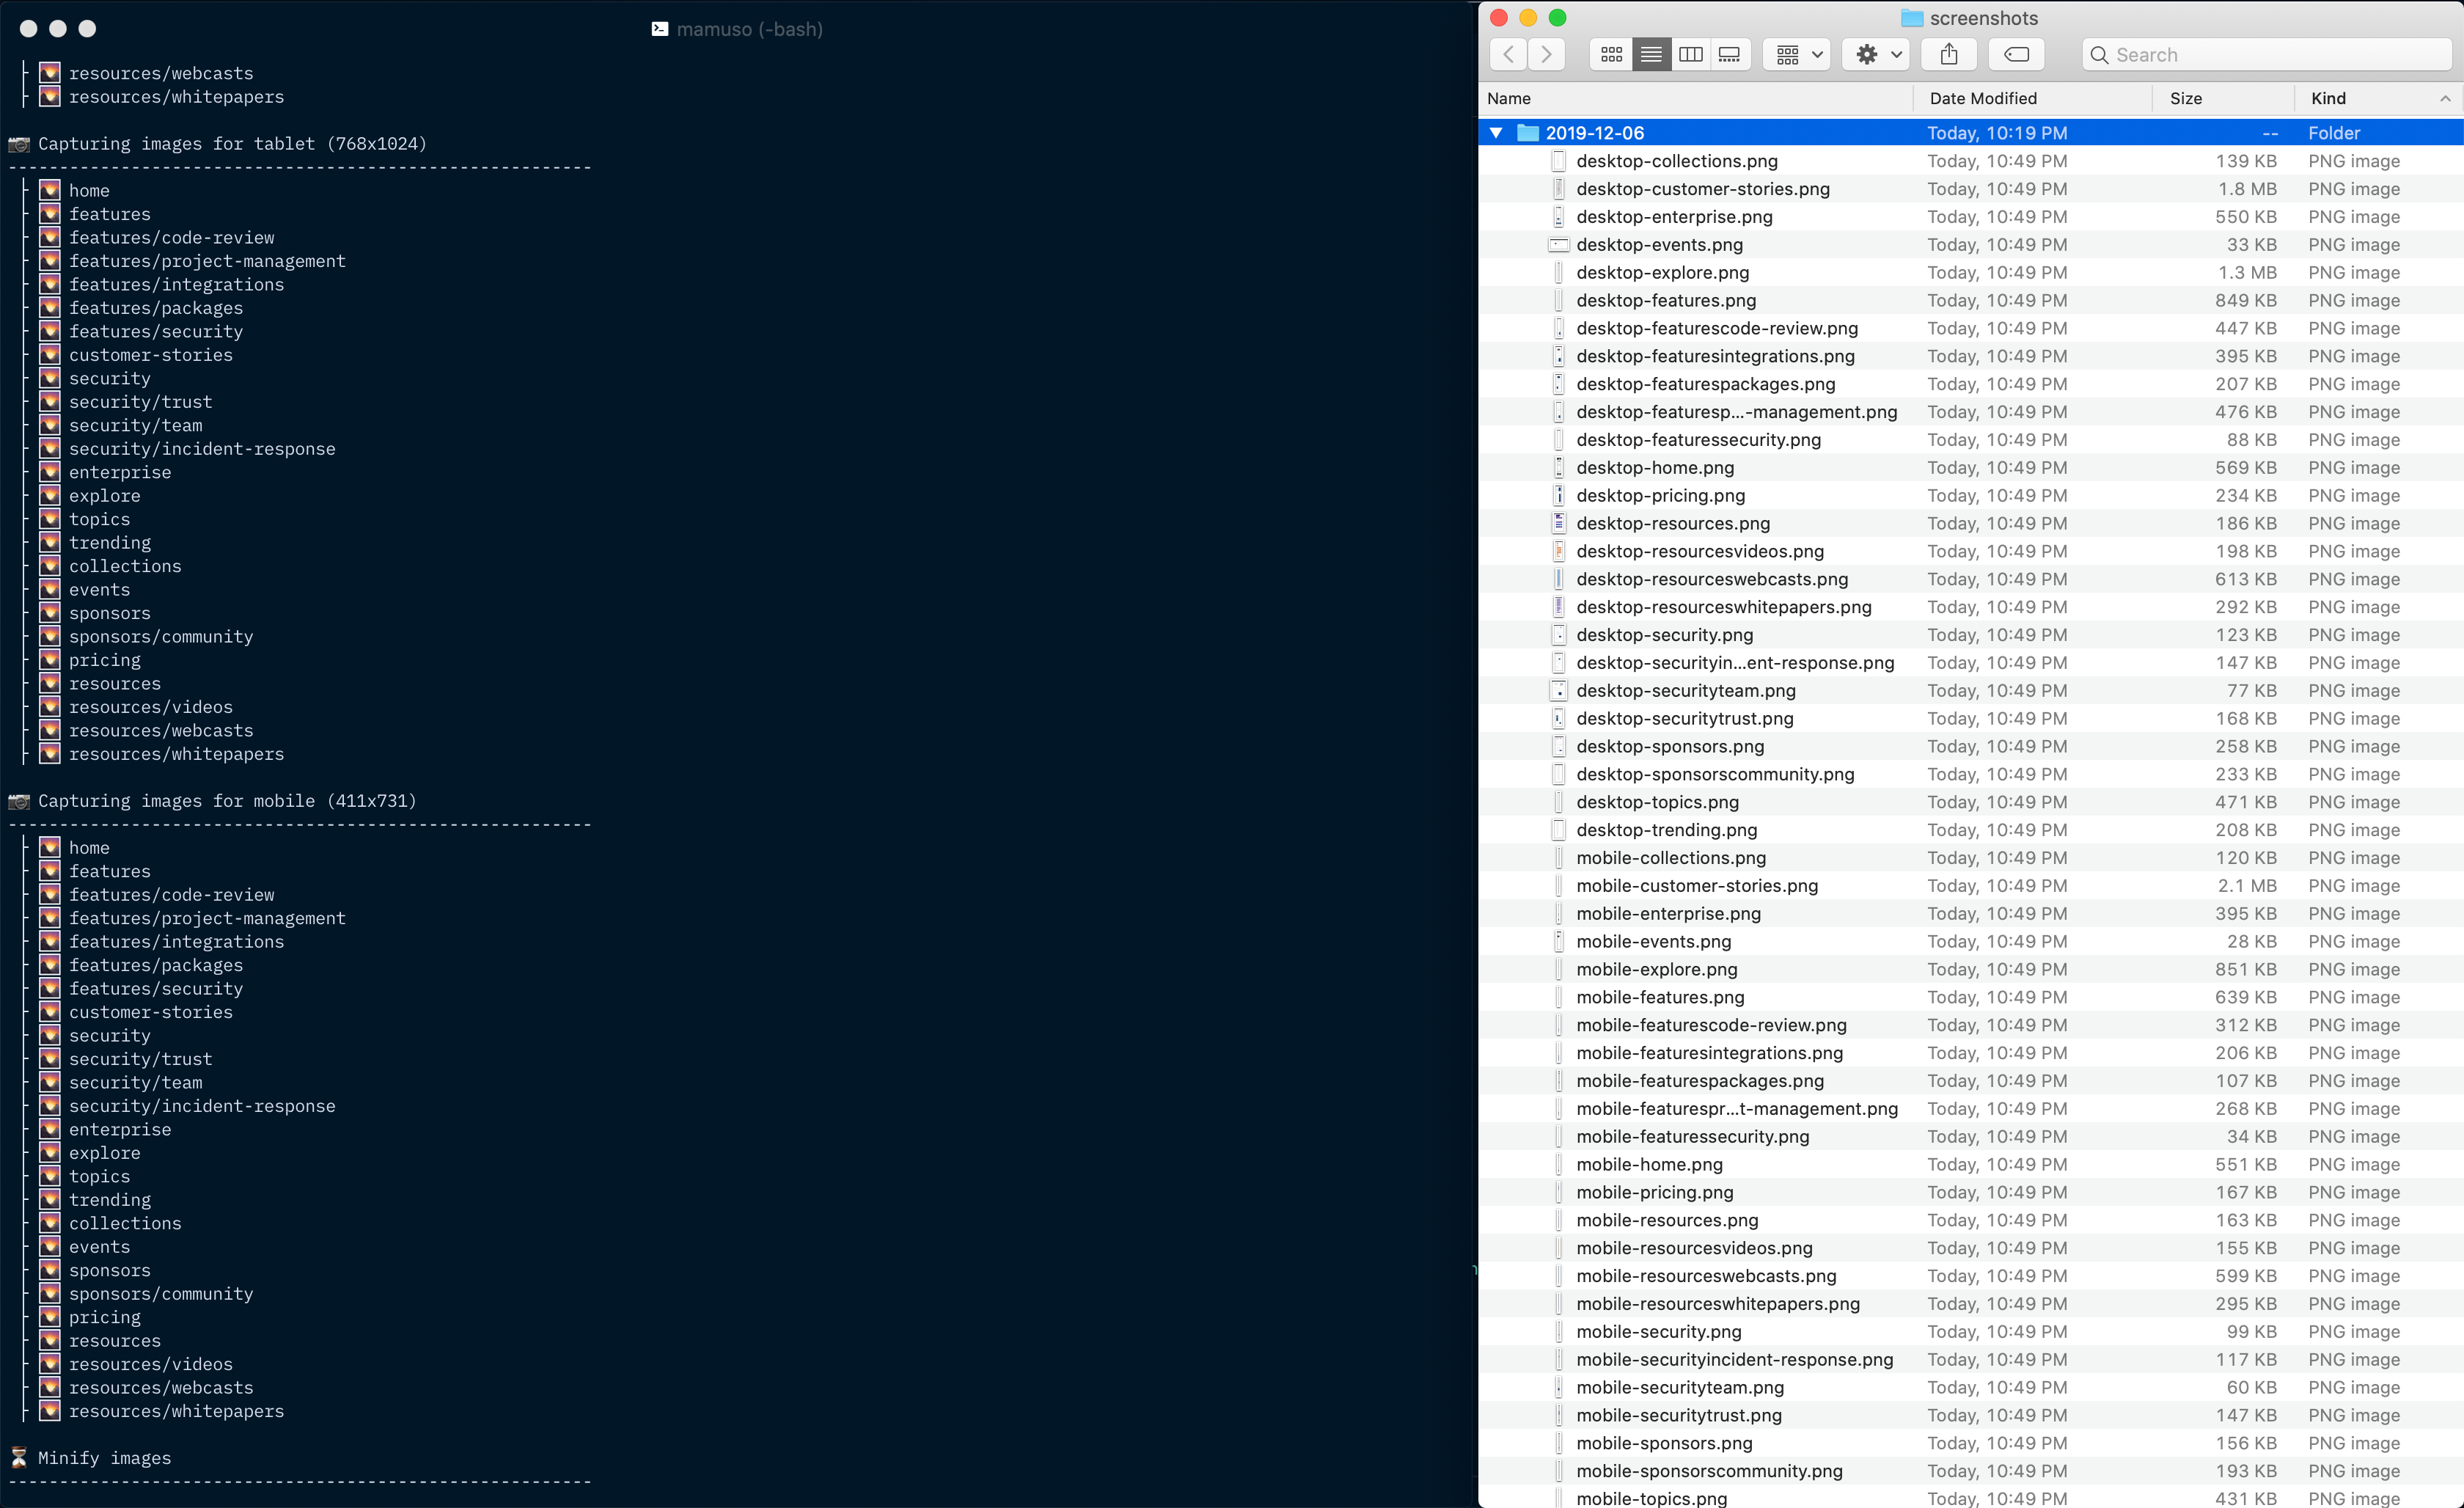 mamuso (-bash)
resources/webcasts
resources/whitepapers
Capturing images for tablet (768x1024)
---------------------------------------------------------
home
features
features/code-review
features/project-management
features/integrations
features/packages
features/security
customer-stories
security
security/trust
security/team
security/incident-response
enterprise
explore
topics
trending
collections
events
sponsors
sponsors/community
pricing
resources
resources/videos
resources/webcasts
resources/whitepapers
Capturing images for mobile (411x731)
---------------------------------------------------------
home
features
features/code-review
features/project-management
features/integrations
features/packages
features/security
customer-stories
security
security/trust
security/team
security/incident-response
enterprise
explore
topics
trending
collections
events
sponsors
sponsors/community
pricing
resources
resources/videos
resources/webcasts
resources/whitepapers
Minify images
---------------------------------------------------------
screenshots
Search
Name Date Modified Size Kind
2019-12-06 Today, 10:19 PM -- Folder
desktop-collections.png Today, 10:49 PM 139 KB PNG image
desktop-customer-stories.png Today, 10:49 PM 1.8 MB PNG image
desktop-enterprise.png Today, 10:49 PM 550 KB PNG image
desktop-events.png Today, 10:49 PM 33 KB PNG image
desktop-explore.png Today, 10:49 PM 1.3 MB PNG image
desktop-features.png Today, 10:49 PM 849 KB PNG image
desktop-featurescode-review.png Today, 10:49 PM 447 KB PNG image
desktop-featuresintegrations.png Today, 10:49 PM 395 KB PNG image
desktop-featurespackages.png Today, 10:49 PM 207 KB PNG image
desktop-featuresp...-management.png Today, 10:49 PM 476 KB PNG image
desktop-featuressecurity.png Today, 10:49 PM 88 KB PNG image
desktop-home.png Today, 10:49 PM 569 KB PNG image
desktop-pricing.png Today, 10:49 PM 234 KB PNG image
desktop-resources.png Today, 10:49 PM 186 KB PNG image
desktop-resourcesvideos.png Today, 10:49 PM 198 KB PNG image
desktop-resourceswebcasts.png Today, 10:49 PM 613 KB PNG image
desktop-resourceswhitepapers.png Today, 10:49 PM 292 KB PNG image
desktop-security.png Today, 10:49 PM 123 KB PNG image
desktop-securityin...ent-response.png Today, 10:49 PM 147 KB PNG image
desktop-securityteam.png Today, 10:49 PM 77 KB PNG image
desktop-securitytrust.png Today, 10:49 PM 168 KB PNG image
desktop-sponsors.png Today, 10:49 PM 258 KB PNG image
desktop-sponsorscommunity.png Today, 10:49 PM 233 KB PNG image
desktop-topics.png Today, 10:49 PM 471 KB PNG image
desktop-trending.png Today, 10:49 PM 208 KB PNG image
mobile-collections.png Today, 10:49 PM 120 KB PNG image
mobile-customer-stories.png Today, 10:49 PM 2.1 MB PNG image
mobile-enterprise.png Today, 10:49 PM 395 KB PNG image
mobile-events.png Today, 10:49 PM 28 KB PNG image
mobile-explore.png Today, 10:49 PM 851 KB PNG image
mobile-features.png Today, 10:49 PM 639 KB PNG image
mobile-featurescode-review.png Today, 10:49 PM 312 KB PNG image
mobile-featuresintegrations.png Today, 10:49 PM 206 KB PNG image
mobile-featurespackages.png Today, 10:49 PM 107 KB PNG image
mobile-featurespr...t-management.png Today, 10:49 PM 268 KB PNG image
mobile-featuressecurity.png Today, 10:49 PM 34 KB PNG image
mobile-home.png Today, 10:49 PM 551 KB PNG image
mobile-pricing.png Today, 10:49 PM 167 KB PNG image
mobile-resources.png Today, 10:49 PM 163 KB PNG image
mobile-resourcesvideos.png Today, 10:49 PM 155 KB PNG image
mobile-resourceswebcasts.png Today, 10:49 PM 599 KB PNG image
mobile-resourceswhitepapers.png Today, 10:49 PM 295 KB PNG image
mobile-security.png Today, 10:49 PM 99 KB PNG image
mobile-securityincident-response.png Today, 10:49 PM 117 KB PNG image
mobile-securityteam.png Today, 10:49 PM 60 KB PNG image
mobile-securitytrust.png Today, 10:49 PM 147 KB PNG image
mobile-sponsors.png Today, 10:49 PM 156 KB PNG image
mobile-sponsorscommunity.png Today, 10:49 PM 193 KB PNG image
mobile-topics.png Today, 10:49 PM 431 KB PNG image